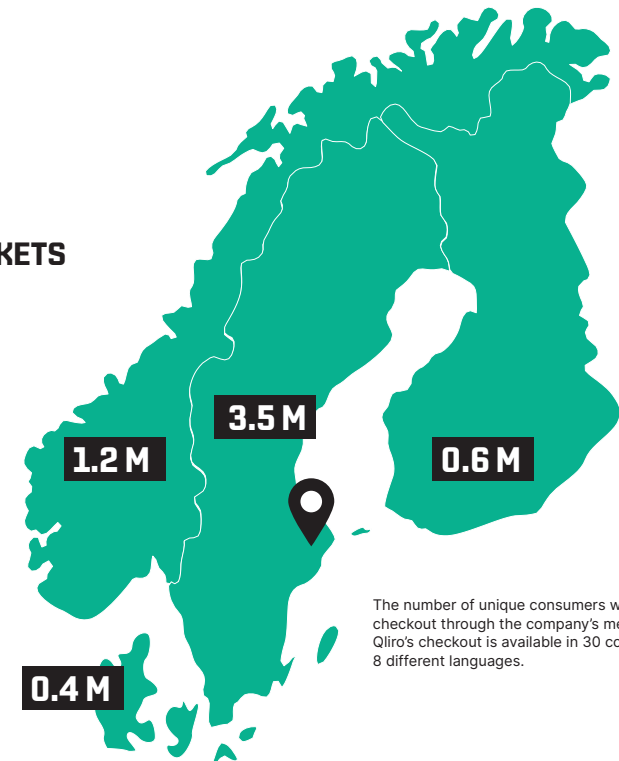 KETS
3.5 M
1.2 M
0.6 M
The number of unique consumers w
checkout through the company's me
Qliro's checkout is available in 30 co
8 different languages.
0.4 M